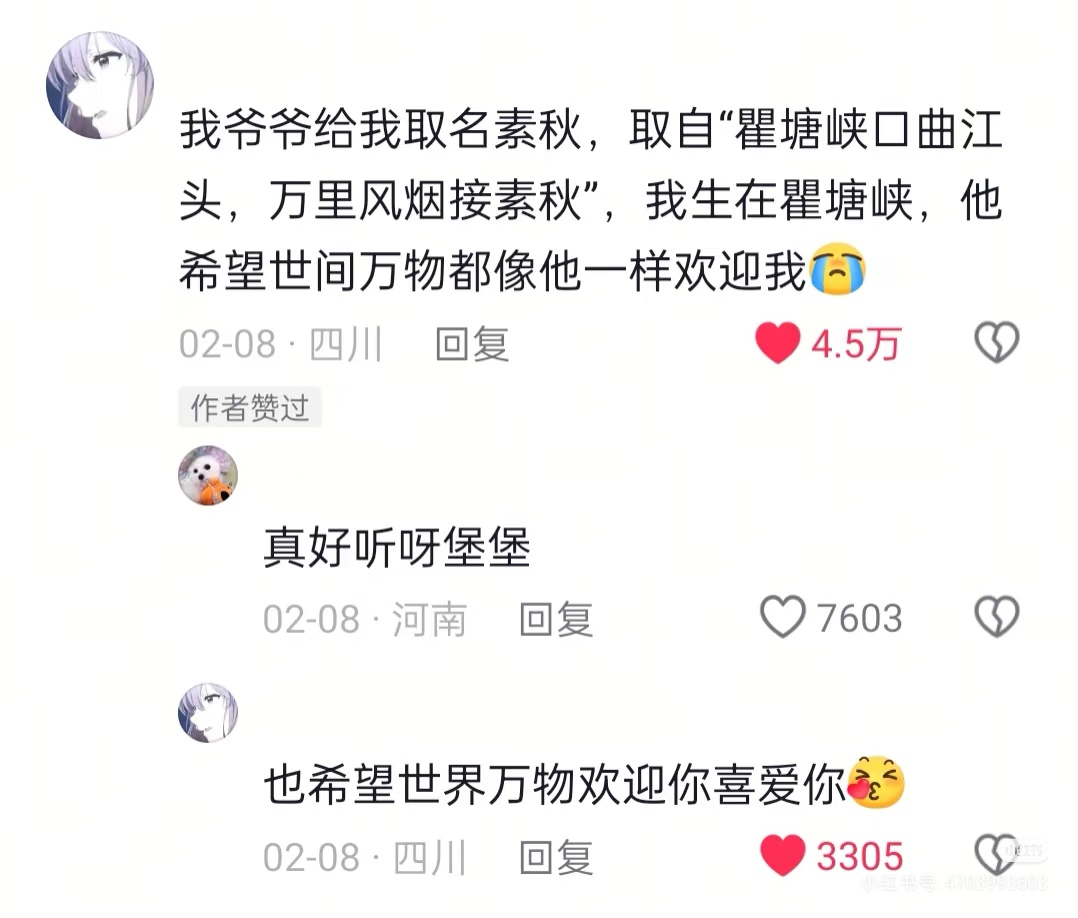 我爷爷给我取名素秋，取自“瞿塘峡口曲江
头，万里风烟接素秋”，我生在瞿塘峡，他
希望世间万物都像他一样欢迎我😭
02-08 · 四川 回复 4.5万
作者赞过
真好听呀堡堡
02-08 · 河南 回复 7603
也希望世界万物欢迎你喜爱你😘
02-08 · 四川 回复 3305
小红书